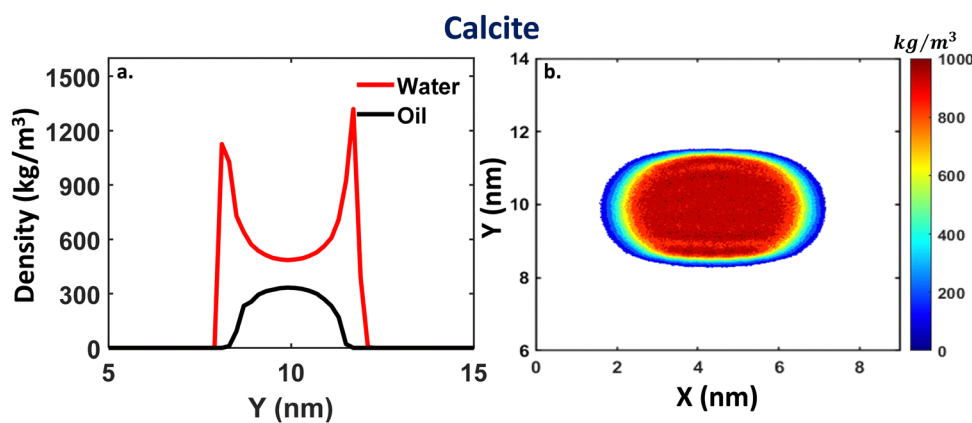 Calcite
a.
1500
1200
900
600
300
0
Density (kg/m³)
5
10
15
Y (nm)
Water
Oil
b.
14
12
10
8
6
Y (nm)
0
2
4
6
8
X (nm)
kg/m³
1000
800
600
400
200
0